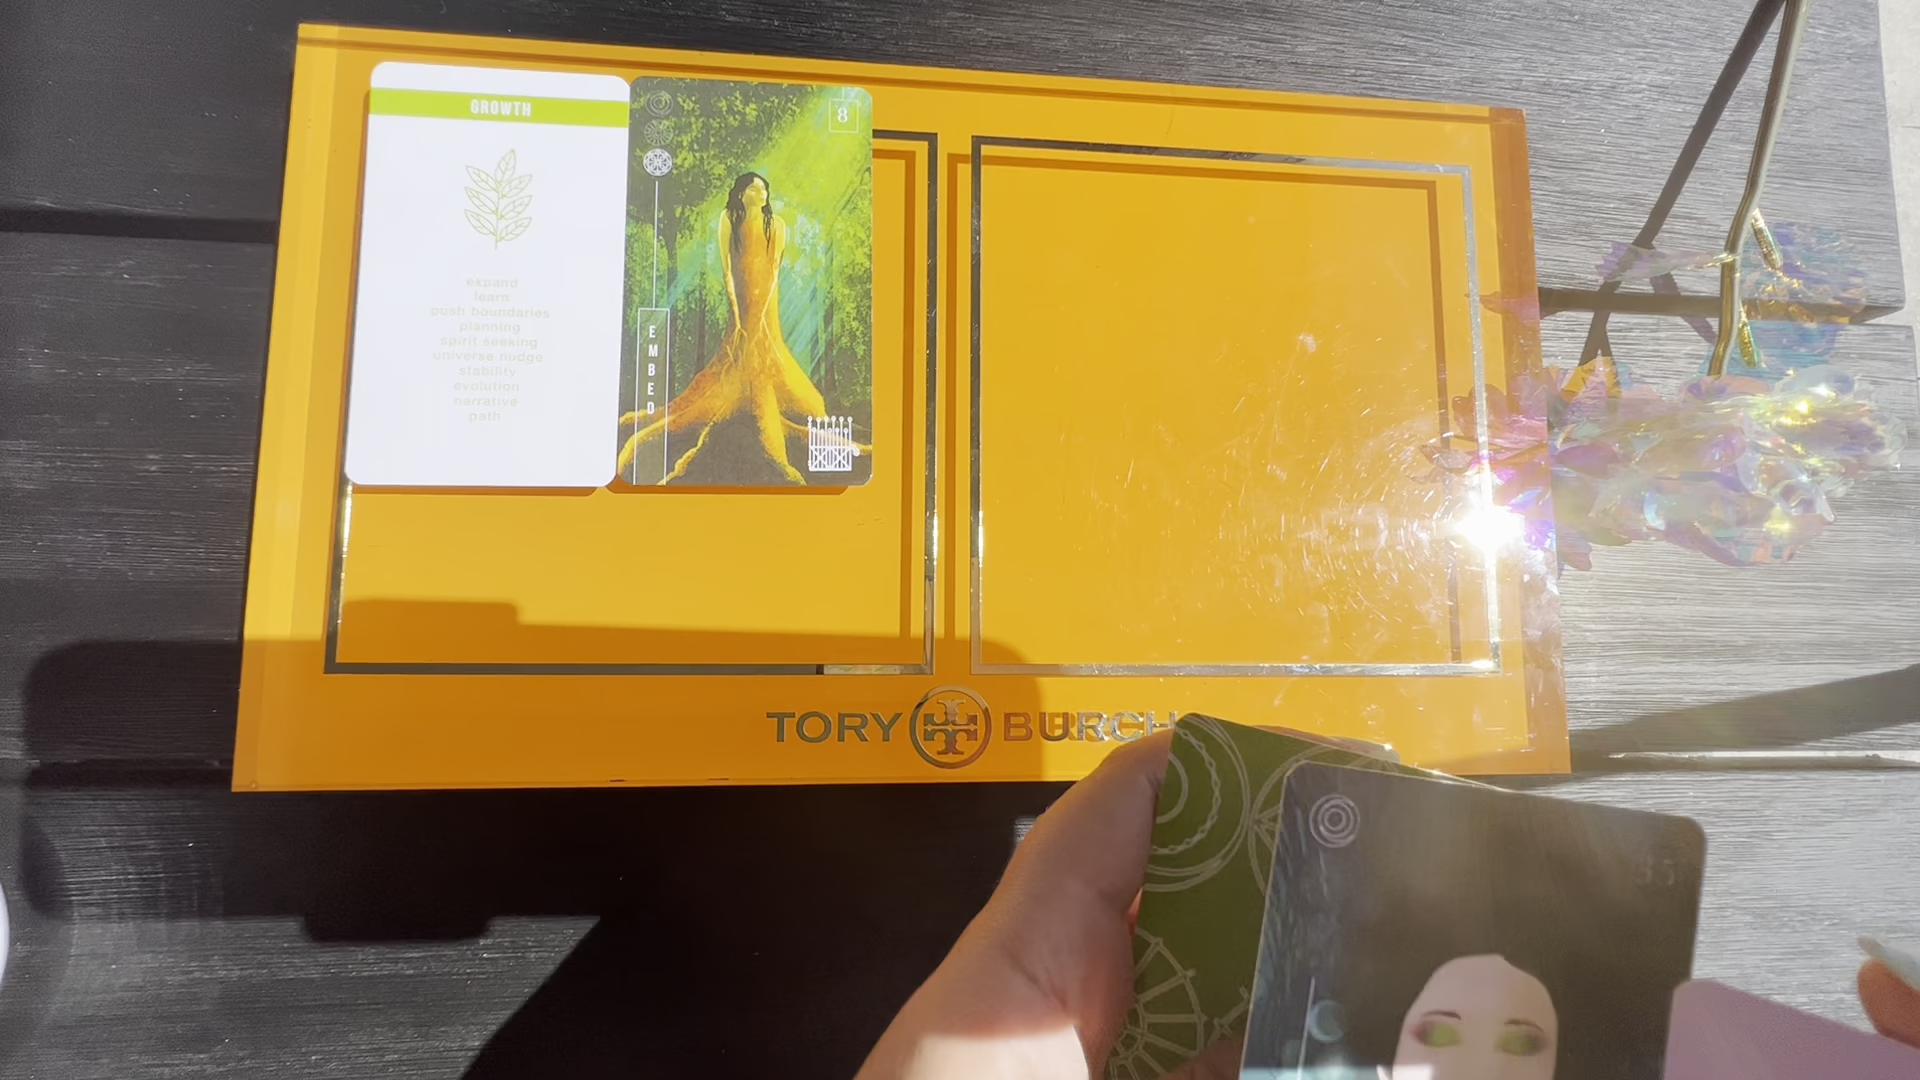 GROWTH
expand
learn
push boundaries
planning
spirit seeking
universe nudge
stability
evolution
narrative
path
8
EMBED
TORY BURCH